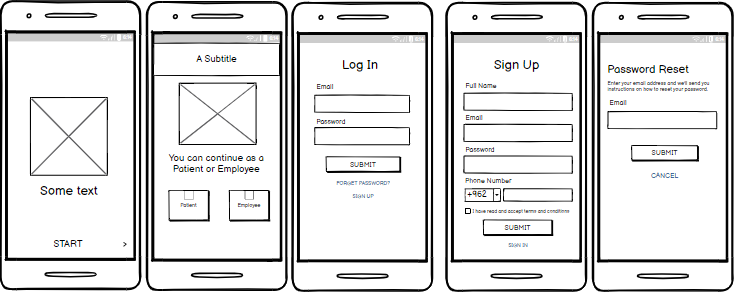 Some text
START >
A Subtitle
You can continue as a
Patient or Employee
Patient
Employee
Log In
Email
Password
SUBMIT
FORGET PASSWORD?
SIGN UP
Sign Up
Full Name
Email
Password
Phone Number
+962
I have read and accept terms and conditions
SUBMIT
SIGN IN
Password Reset
Enter your email address and we'll send you
instructions on how to reset your password.
Email
SUBMIT
CANCEL